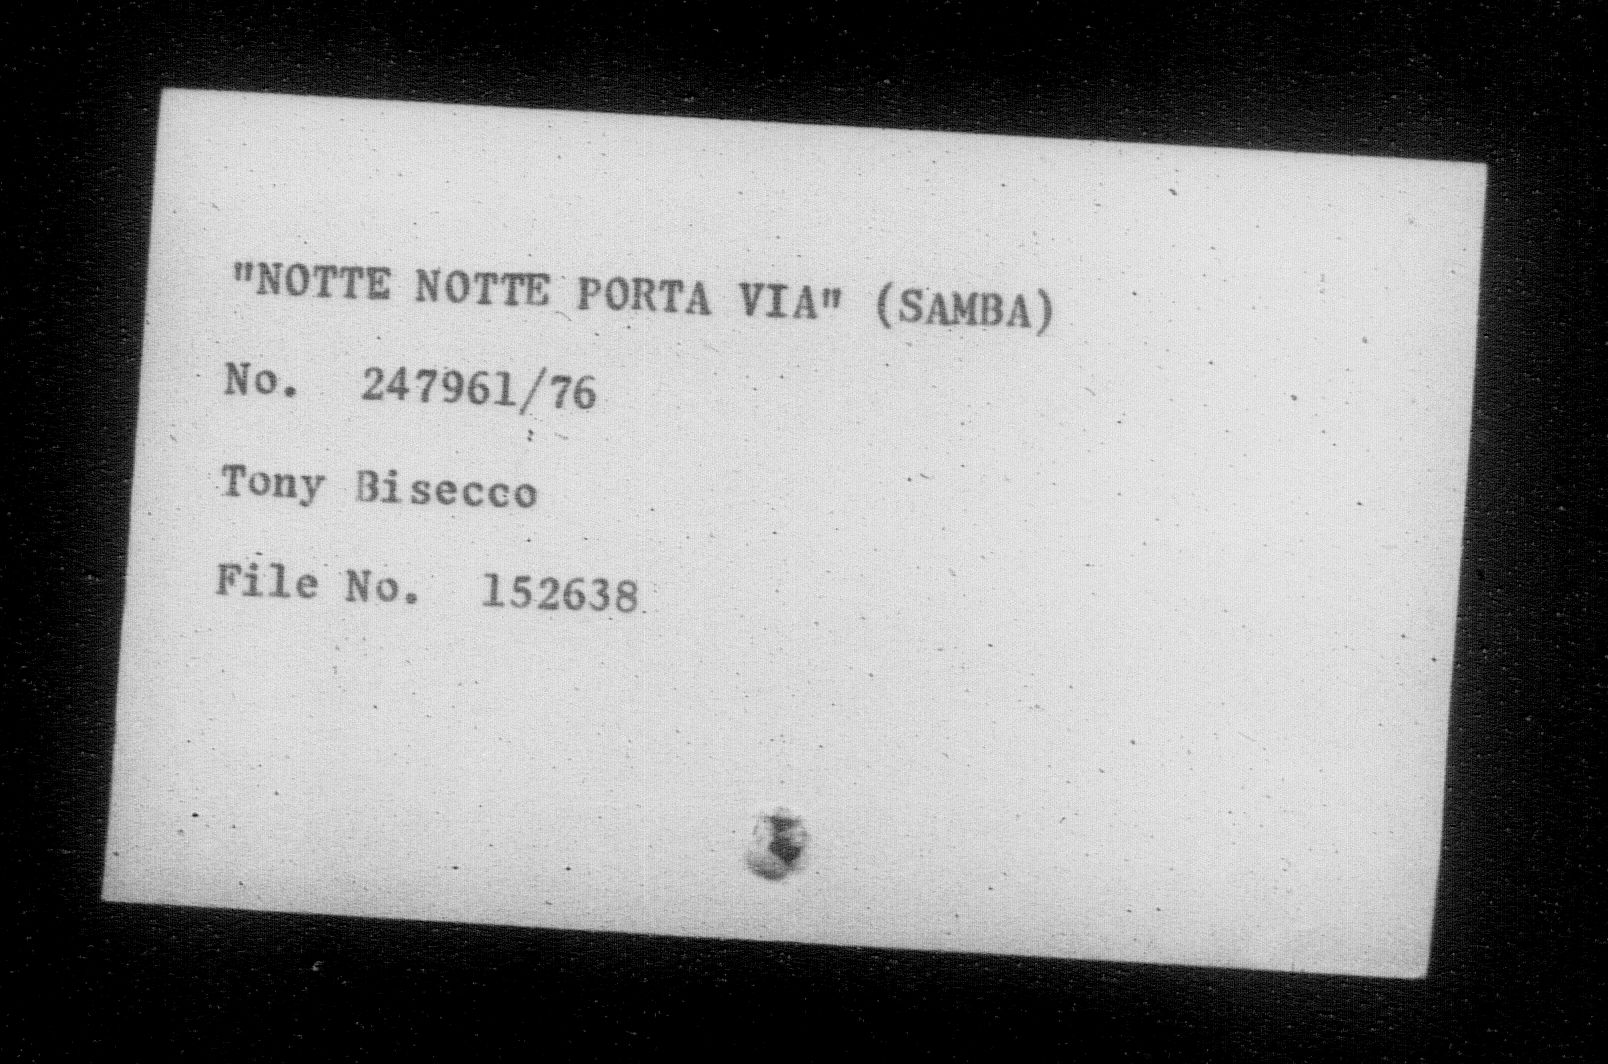 "NOTTE NOTTE PORTA VIA" (SAMBA)
No. 247961/76
Tony Bisecco
File No. 152638